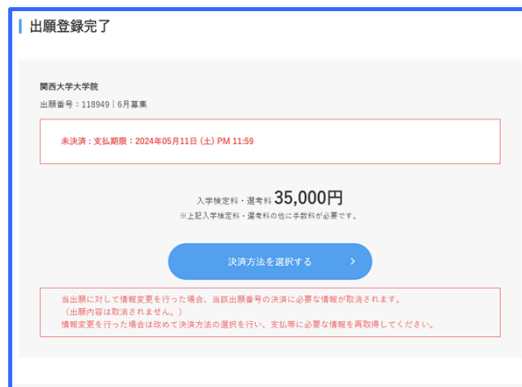 出願登録完了
関西大学大学院
出願番号：118949｜6月募集
未決済：支払期限：2024年05月11日 (土) PM 11:59
入学検定料・選考料 35,000円
※上記入学検定料・選考料の他に手数料が必要です。
決済方法を選択する
当出願に対して情報変更を行った場合、当該出願番号の決済に必要な情報が取消されます。
（出願内容は取消されません。）
情報変更を行った場合は改めて決済方法の選択を行い、支払等に必要な情報を再取得してください。